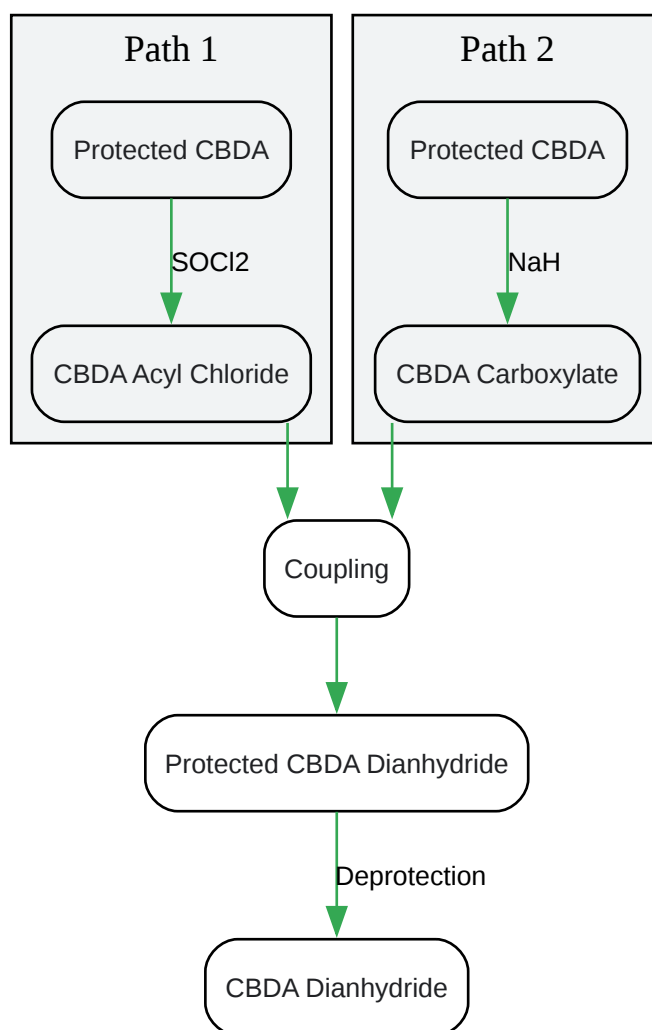 Path 1
Path 2
Protected CBDA
Protected CBDA
SOCl2
NaH
CBDA Acyl Chloride
CBDA Carboxylate
Coupling
Protected CBDA Dianhydride
Deprotection
CBDA Dianhydride